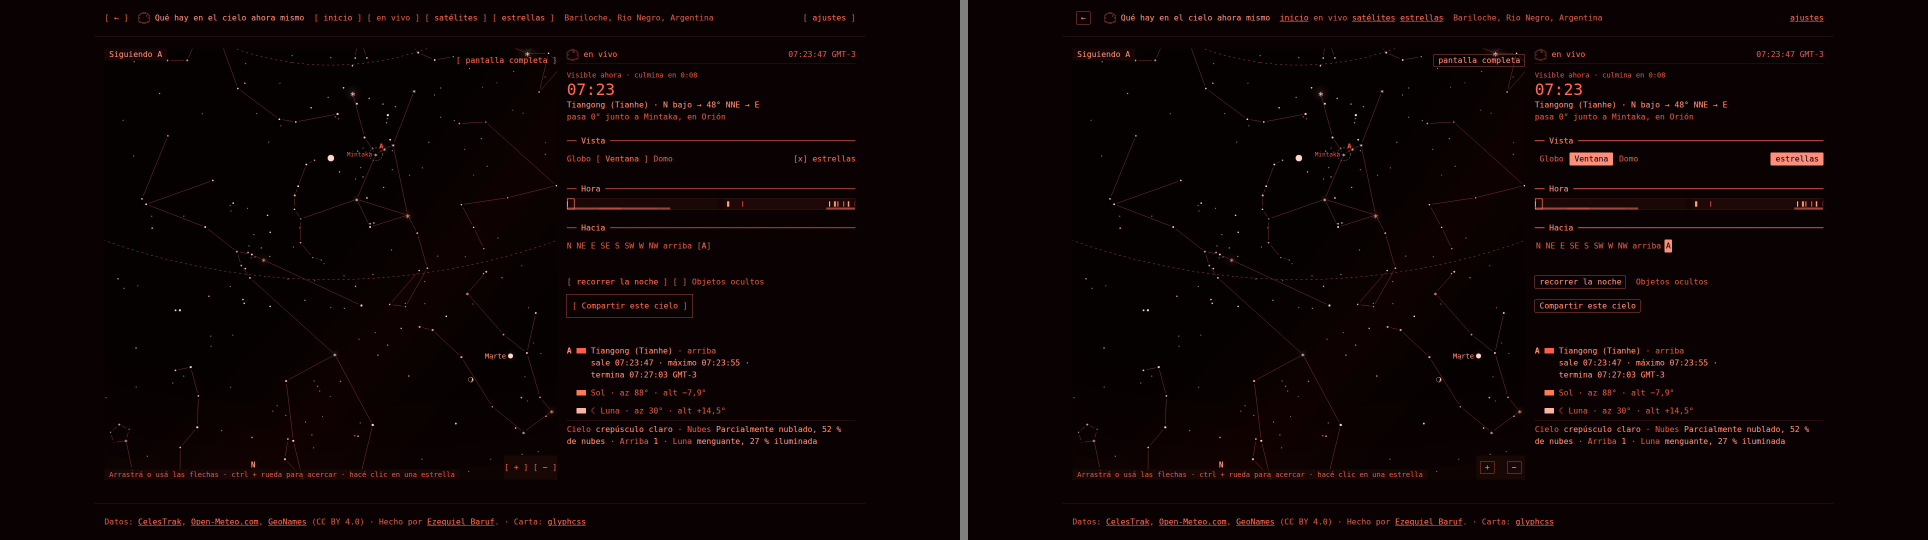 [ ← ] Qué hay en el cielo ahora mismo [ inicio ] [ en vivo ] [ satélites ] [ estrellas ] Bariloche, Rio Negro, Argentina [ ajustes ]
Siguiendo A
[ pantalla completa ]
Mintaka
A
Marte
N
Arrastrá o usá las flechas · ctrl + rueda para acercar · hacé clic en una estrella
[ + ] [ − ]
en vivo 07:23:47 GMT-3
Visible ahora · culmina en 0:08
07:23
Tiangong (Tianhe) · N bajo → 48° NNE → E
pasa 0° junto a Mintaka, en Orión
Vista
Globo [ Ventana ] Domo [x] estrellas
Hora
Hacia
N NE E SE S SW W NW arriba [A]
[ recorrer la noche ] [ ] Objetos ocultos
[ Compartir este cielo ]
A Tiangong (Tianhe) · arriba
sale 07:23:47 · máximo 07:23:55 ·
termina 07:27:03 GMT-3
Sol · az 88° · alt −7,9°
☾ Luna · az 30° · alt +14,5°
Cielo crepúsculo claro · Nubes Parcialmente nublado, 52 %
de nubes · Arriba 1 · Luna menguante, 27 % iluminada
Datos: CelesTrak, Open-Meteo.com, GeoNames (CC BY 4.0) · Hecho por Ezequiel Baruf. · Carta: glyphcss
← Qué hay en el cielo ahora mismo inicio en vivo satélites estrellas Bariloche, Rio Negro, Argentina ajustes
Siguiendo A
pantalla completa
Mintaka
A
Marte
N
Arrastrá o usá las flechas · ctrl + rueda para acercar · hacé clic en una estrella
+ −
en vivo 07:23:47 GMT-3
Visible ahora · culmina en 0:08
07:23
Tiangong (Tianhe) · N bajo → 48° NNE → E
pasa 0° junto a Mintaka, en Orión
Vista
Globo Ventana Domo estrellas
Hora
Hacia
N NE E SE S SW W NW arriba A
recorrer la noche Objetos ocultos
Compartir este cielo
A Tiangong (Tianhe) · arriba
sale 07:23:47 · máximo 07:23:55 ·
termina 07:27:03 GMT-3
Sol · az 88° · alt −7,9°
☾ Luna · az 30° · alt +14,5°
Cielo crepúsculo claro · Nubes Parcialmente nublado, 52 %
de nubes · Arriba 1 · Luna menguante, 27 % iluminada
Datos: CelesTrak, Open-Meteo.com, GeoNames (CC BY 4.0) · Hecho por Ezequiel Baruf. · Carta: glyphcss